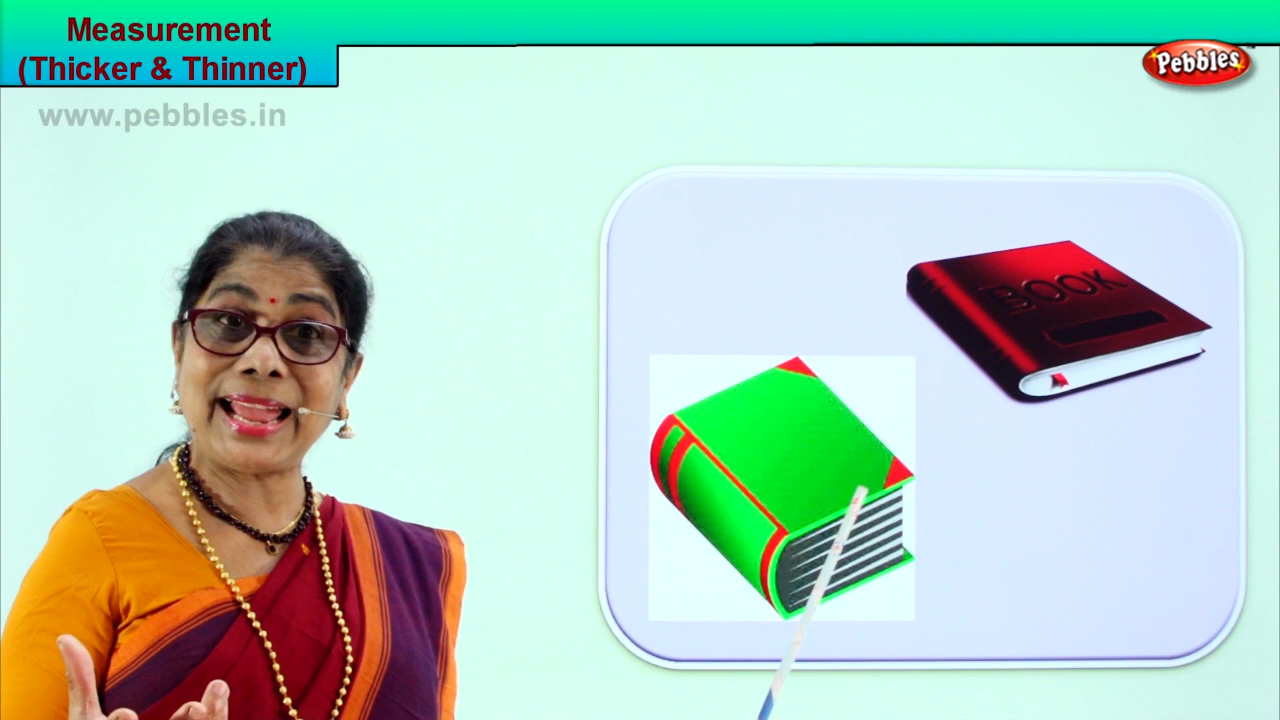 Measurement
(Thicker & Thinner)
www.pebbles.in
Pebbles
BOOK